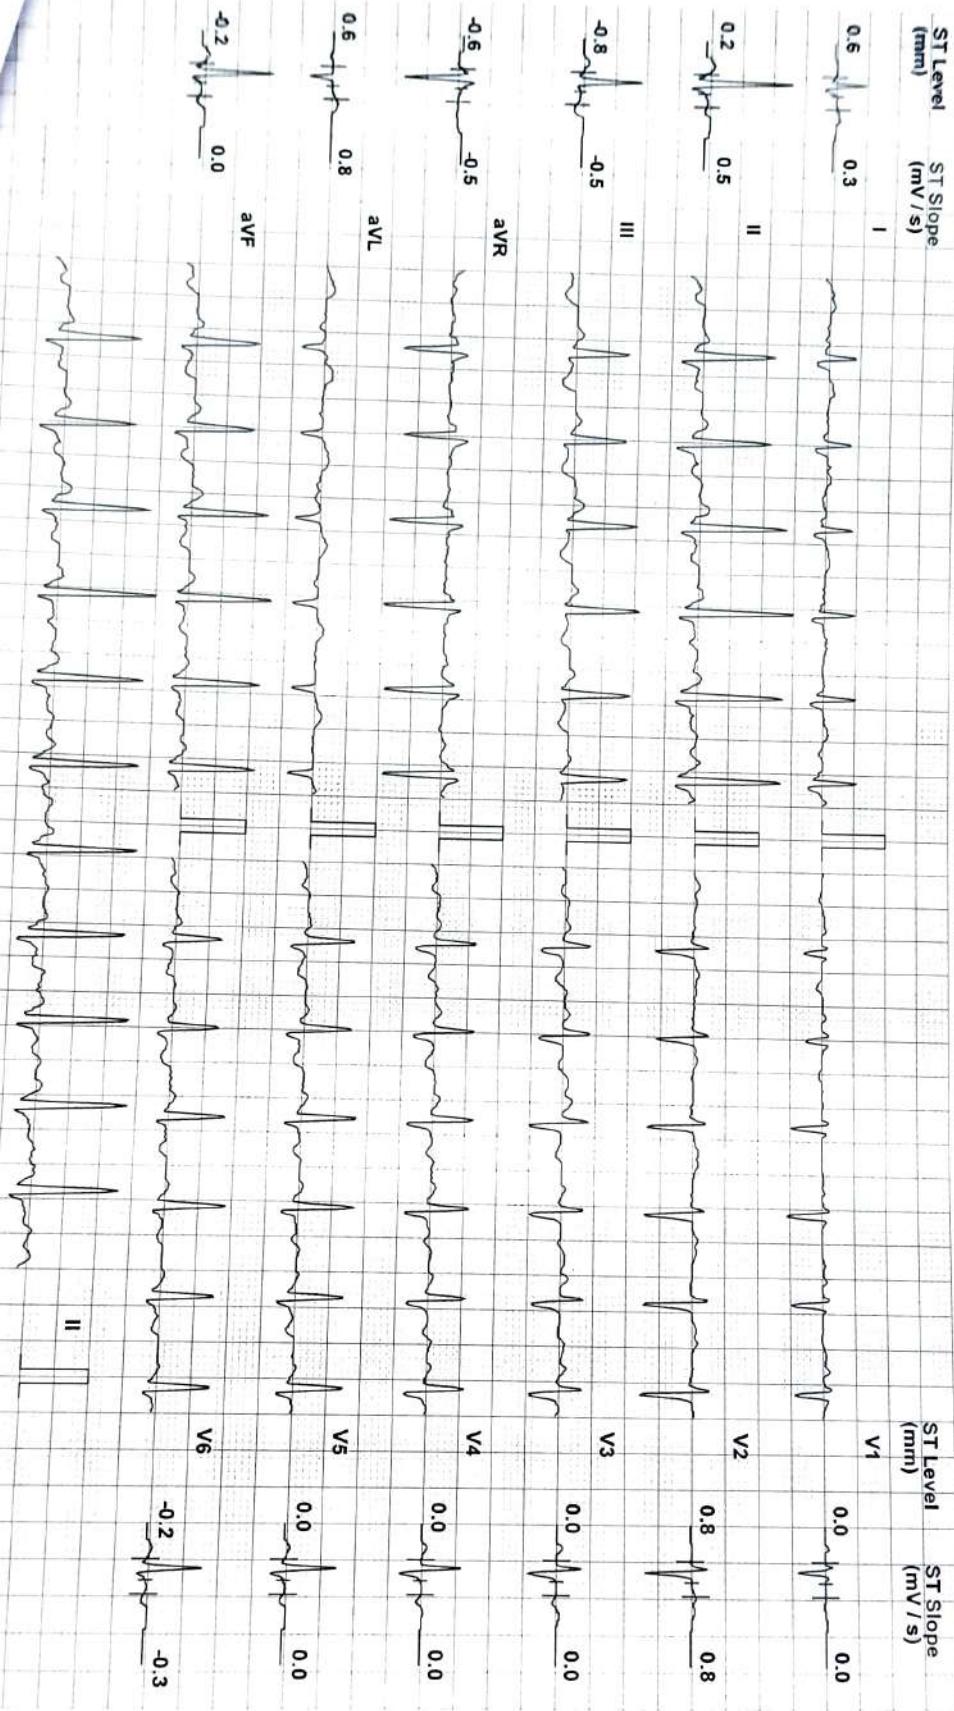 ST Level ST Slope
(mm) (mV / s)
0.6 0.3
I
0.2 0.5
II
-0.8 -0.5
III
-0.6 -0.5
aVR
0.6 0.8
aVL
-0.2 0.0
aVF
II
ST Level ST Slope
(mm) (mV / s)
V1
0.0 0.0
V2
0.8 0.8
V3
0.0 0.0
V4
0.0 0.0
V5
0.0 0.0
V6
-0.2 -0.3